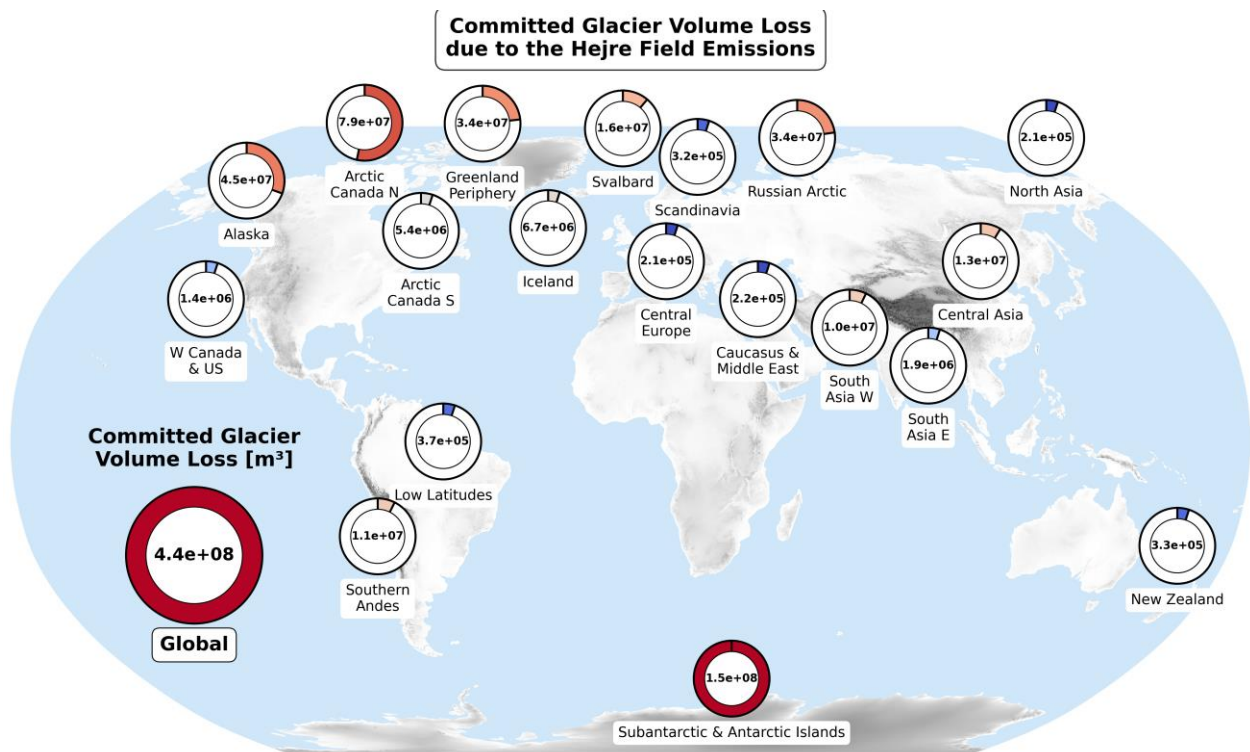 Committed Glacier Volume Loss
due to the Hejre Field Emissions
7.9e+07
Arctic
Canada N
3.4e+07
Greenland
Periphery
1.6e+07
Svalbard
3.2e+05
Scandinavia
3.4e+07
Russian Arctic
2.1e+05
North Asia
4.5e+07
Alaska
5.4e+06
Arctic
Canada S
6.7e+06
Iceland
2.1e+05
Central
Europe
2.2e+05
Caucasus &
Middle East
1.3e+07
Central Asia
1.4e+06
W Canada
& US
1.0e+07
South
Asia W
1.9e+06
South
Asia E
3.7e+05
Low Latitudes
Committed Glacier
Volume Loss [m³]
4.4e+08
Global
1.1e+07
Southern
Andes
3.3e+05
New Zealand
1.5e+08
Subantarctic & Antarctic Islands